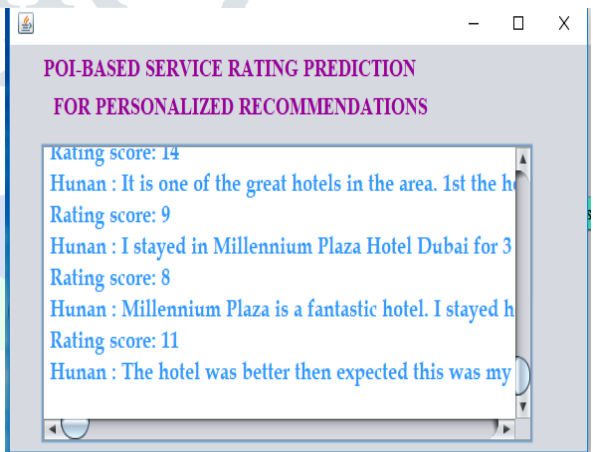 POI-BASED SERVICE RATING PREDICTION
FOR PERSONALIZED RECOMMENDATIONS
Rating score: 14
Hunan : It is one of the great hotels in the area. 1st the
Rating score: 9
Hunan : I stayed in Millennium Plaza Hotel Dubai for 3
Rating score: 8
Hunan : Millennium Plaza is a fantastic hotel. I stayed h
Rating score: 11
Hunan : The hotel was better then expected this was my